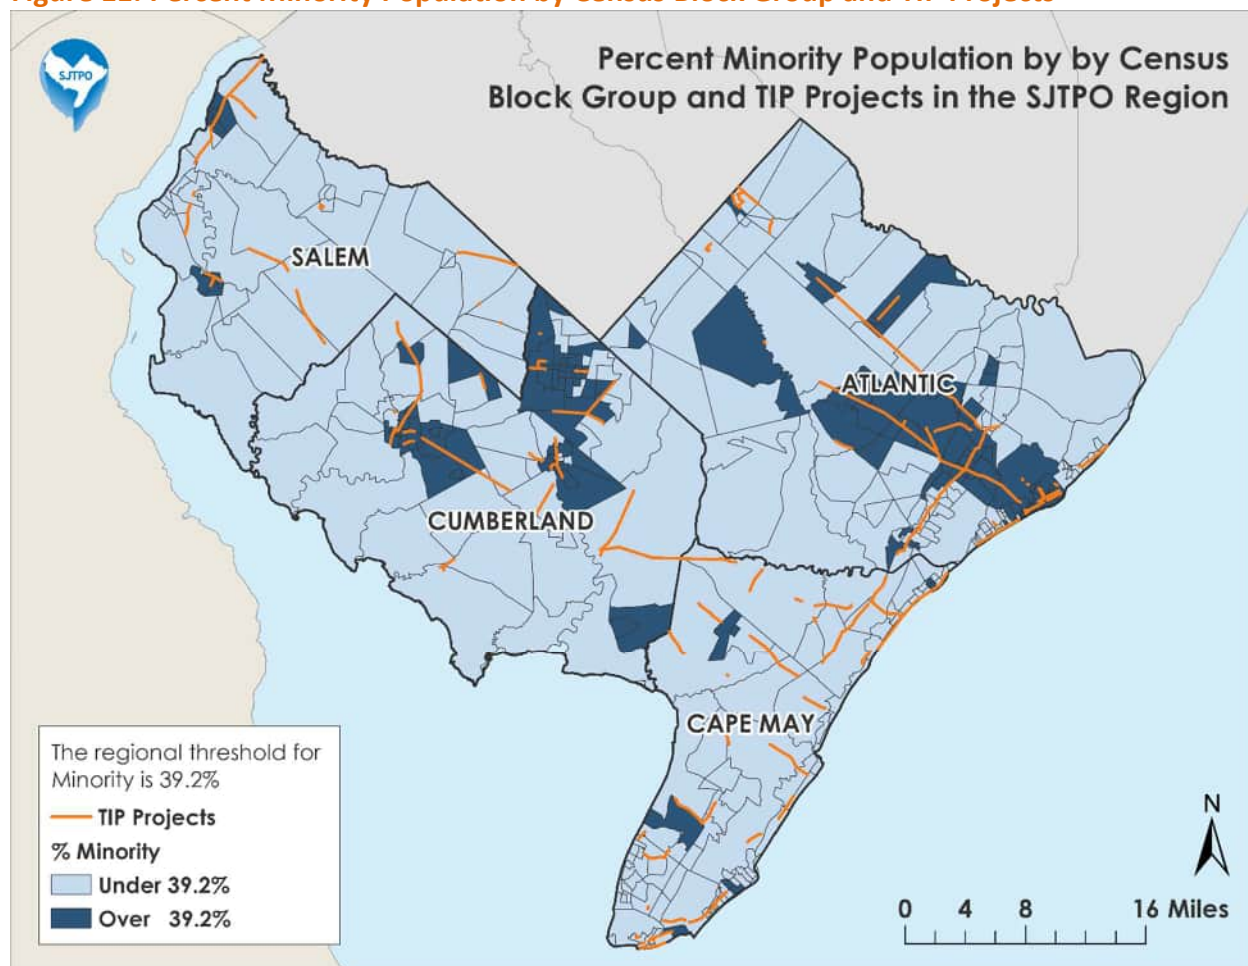 Percent Minority Population by by Census
Block Group and TIP Projects in the SJTPO Region
SJTPO
SALEM
ATLANTIC
CUMBERLAND
CAPE MAY
The regional threshold for
Minority is 39.2%
TIP Projects
% Minority
Under 39.2%
Over 39.2%
N
0 4 8 16 Miles